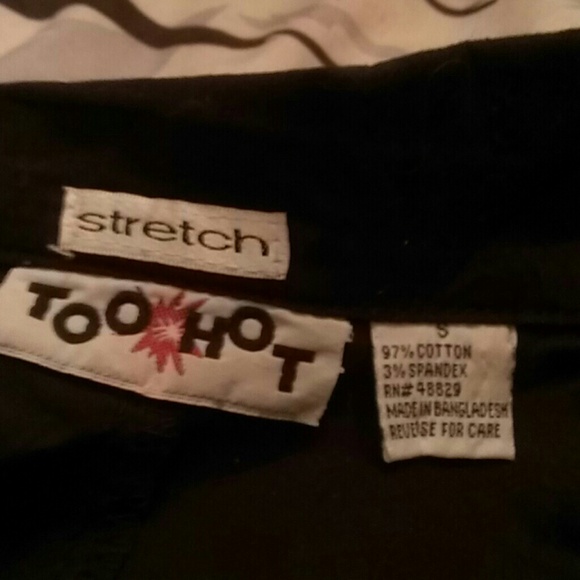 stretch
TOO HOT
S
97% COTTON
3% SPANDEX
RN# 48829
MADE IN BANGLADESH
REVERSE FOR CARE